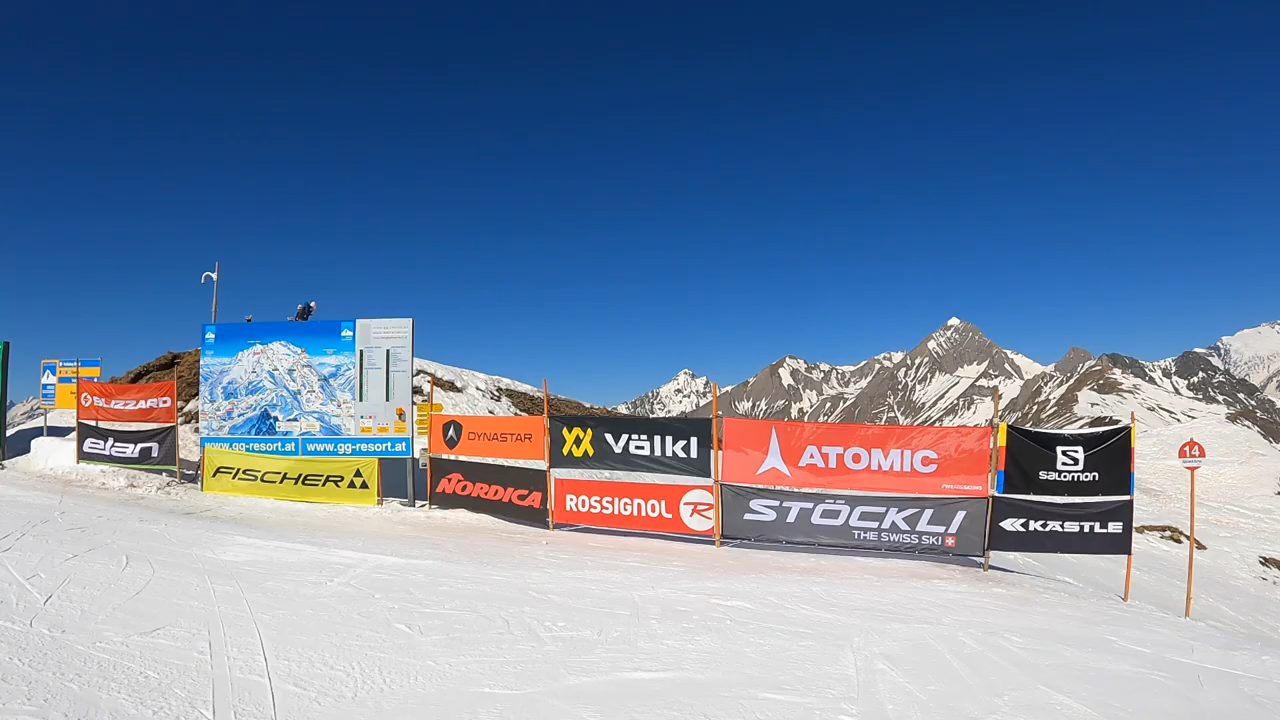 BLIZZARD
elan
www.gg-resort.at
www.gg-resort.at
FISCHER
DYNASTAR
NORDICA
Völkl
ROSSIGNOL R
ATOMIC
STÖCKLI
THE SWISS SKI
S
SALOMON
KÄSTLE
14